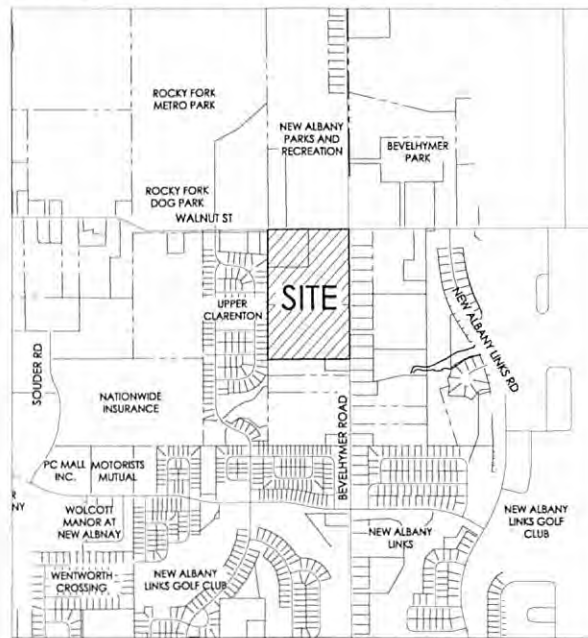 ROCKY FORK
METRO PARK
NEW ALBANY
PARKS AND
RECREATION
BEVELHYMER
PARK
ROCKY FORK
DOG PARK
WALNUT ST
UPPER
CLARENTON
SITE
NEW ALBANY LINKS RD
SOUDER RD
NATIONWIDE
INSURANCE
BEVELHYMER ROAD
PC MALL
INC.
MOTORISTS
MUTUAL
R
NY
WOLCOTT
MANOR AT
NEW ALBNAY
NEW ALBANY
LINKS
NEW ALBANY
LINKS GOLF
CLUB
WENTWORTH
CROSSING
NEW ALBANY
LINKS GOLF CLUB